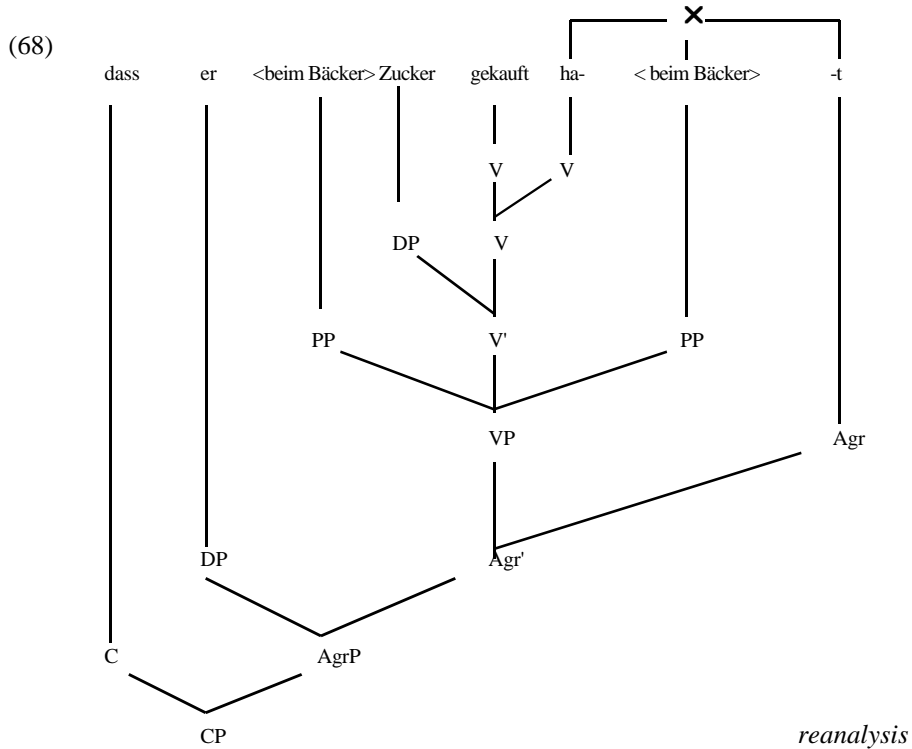 (68)
dass er <beim Bäcker> Zucker gekauft ha- < beim Bäcker> -t
V V
DP V
PP V' PP
VP Agr
DP Agr'
C AgrP
CP reanalysis